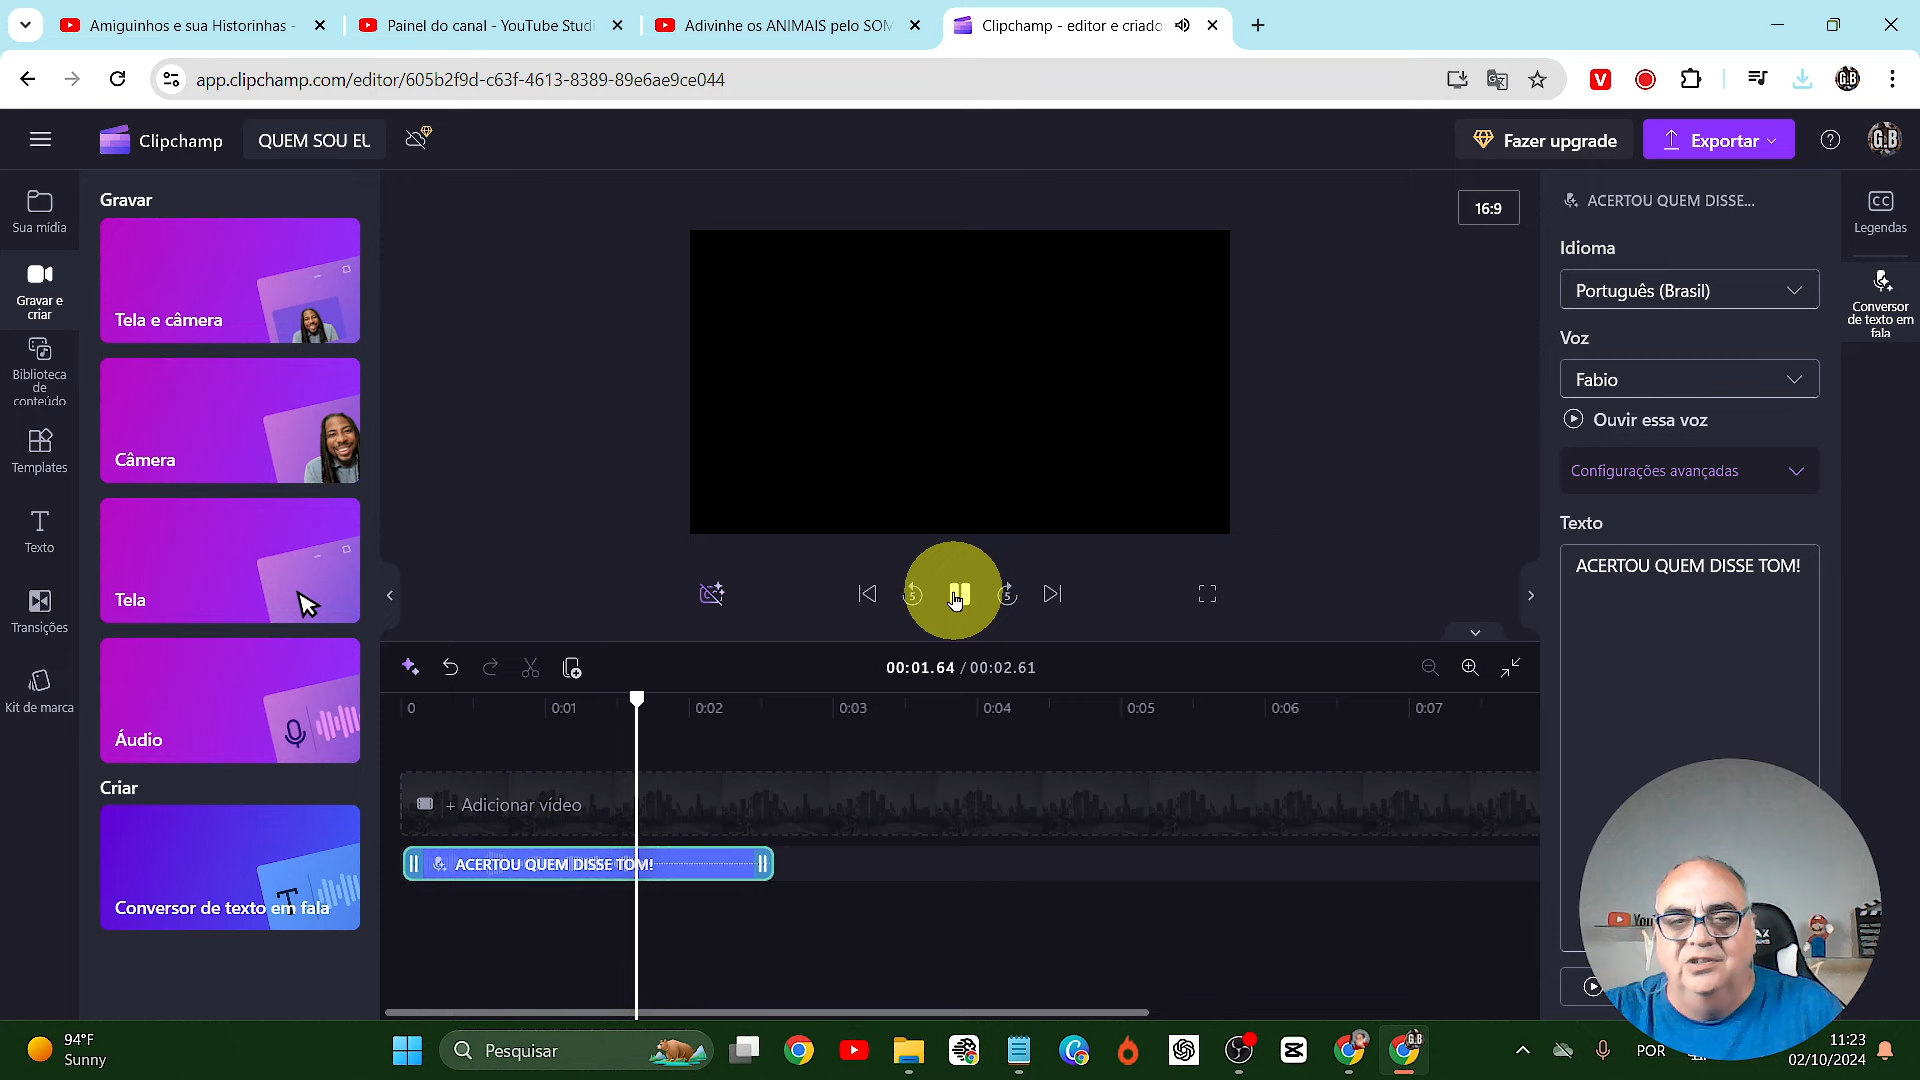 Amiguinhos e sua Historinhas -
Painel do canal - YouTube Studi
Adivinhe os ANIMAIS pelo SOM
Clipchamp - editor e criado
app.clipchamp.com/editor/605b2f9d-c63f-4613-8389-89e6ae9ce044
G.B
Clipchamp
QUEM SOU EU
Fazer upgrade
Exportar
G.B
Sua mídia
Gravar e
criar
Biblioteca
de
conteúdo
Templates
Texto
Transições
Kit de marca
Gravar
Tela e câmera
Câmera
Tela
Áudio
Criar
Conversor de texto em fala
16:9
5
5
00:01.64 / 00:02.61
0
0:01
0:02
0:03
0:04
0:05
0:06
0:07
+ Adicionar vídeo
ACERTOU QUEM DISSE TOM!
ACERTOU QUEM DISSE...
Idioma
Português (Brasil)
Voz
Fabio
Ouvir essa voz
Configurações avançadas
Texto
ACERTOU QUEM DISSE TOM!
CC
Legendas
Conversor
de texto em
fala
94°F
Sunny
Pesquisar
G.B
POR
11:23
02/10/2024